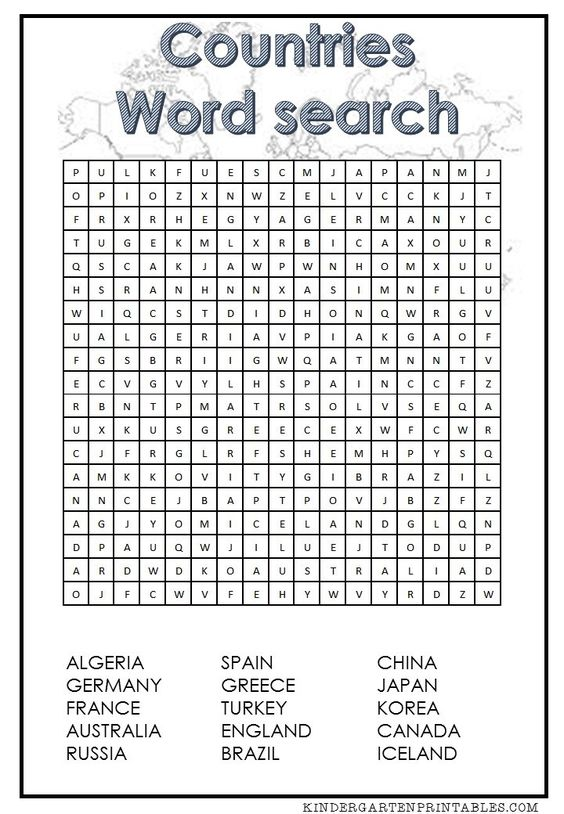 Countries
Word search
P U L K F U E S C M J A P A N M J
O P I O Z X N W Z E L V C C K J T
F R X R H E G Y A G E R M A N Y C
T U G E K M L X R B I C A X O U R
Q S C A K J A W P W N H O M X U U
H S R A N H N N X A S I M N F L U
W I Q C S T D I D H O N Q W R G V
U A L G E R I A V P I A K G A O F
F G S B R I I G W Q A T M N N T V
E C V G V Y L H S P A I N C C F Z
R B N T P M A T R S O L V S E Q A
U X K U S G R E E C E X W F C W R
C J F R G L R F S H E M H P Y S Q
A M K K O V I T Y G I B R A Z I L
N N C E J B A P T P O V J B Z F Z
A G J Y O M I C E L A N D G L Q N
D P A U Q W J I L U E J T O D U P
A R D W D K O A U S T R A L I A D
O J F C W V F E H Y W V Y R D Z W
ALGERIA SPAIN CHINA
GERMANY GREECE JAPAN
FRANCE TURKEY KOREA
AUSTRALIA ENGLAND CANADA
RUSSIA BRAZIL ICELAND
KINDERGARTENPRINTABLES.COM